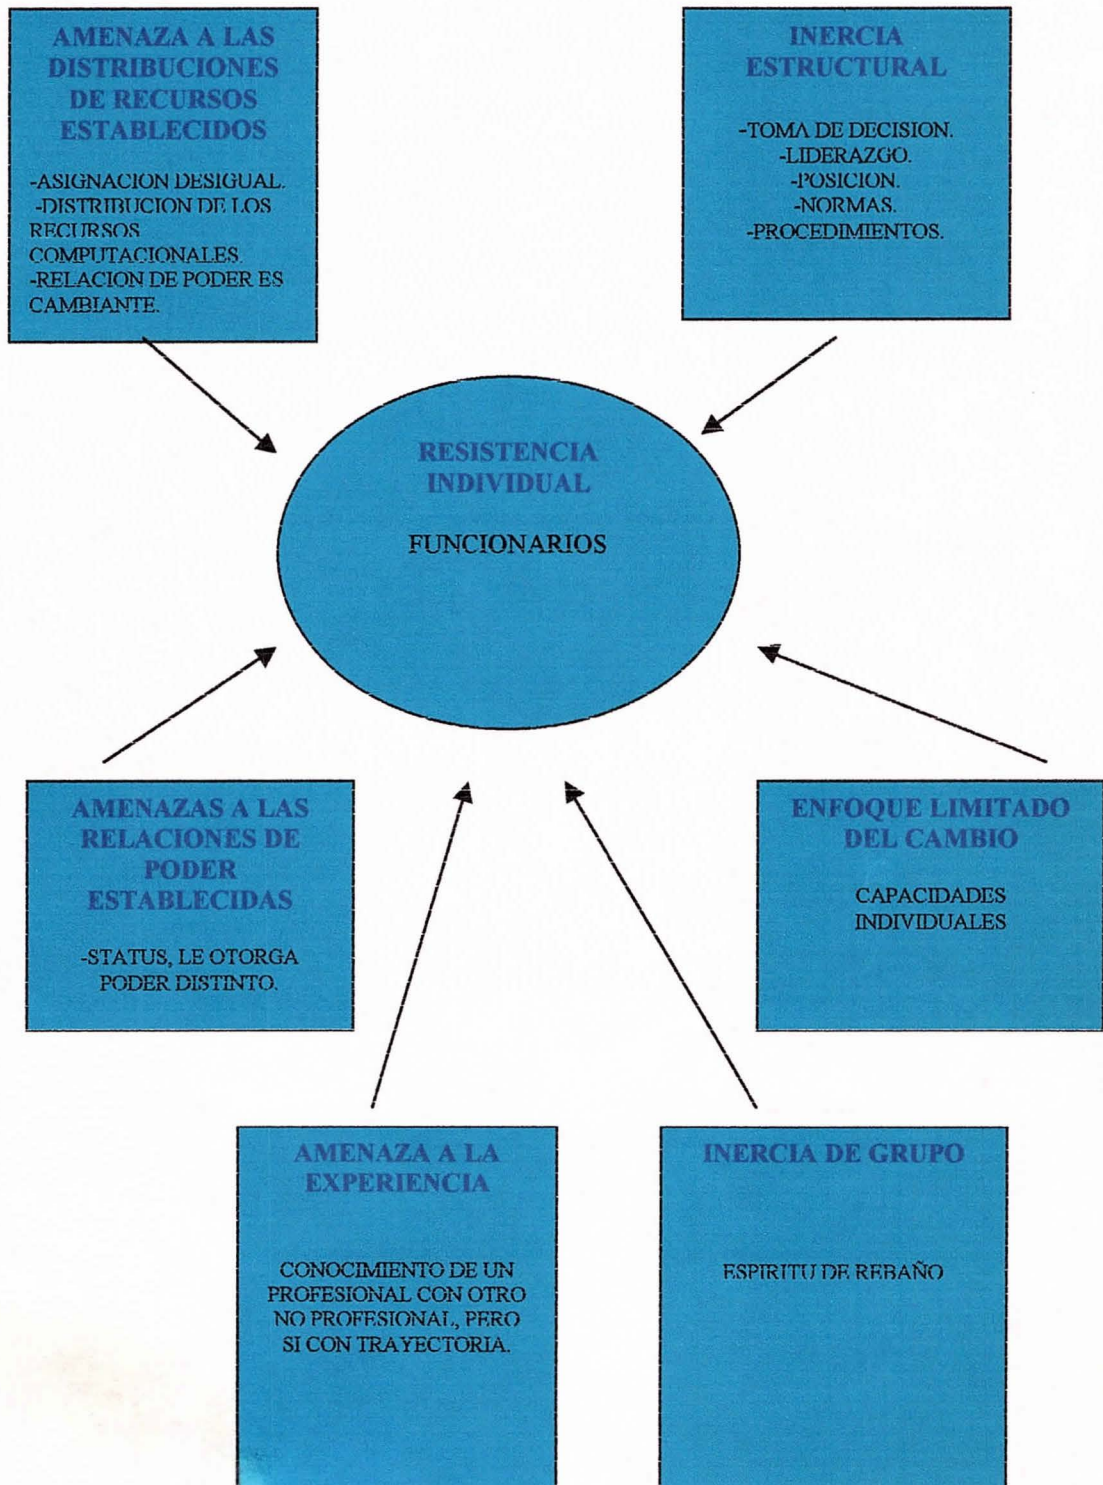 AMENAZA A LAS
DISTRIBUCIONES
DE RECURSOS
ESTABLECIDOS
-ASIGNACION DESIGUAL.
-DISTRIBUCION DE LOS
RECURSOS
COMPUTACIONALES.
-RELACION DE PODER ES
CAMBIANTE.
INERCIA
ESTRUCTURAL
-TOMA DE DECISION.
-LIDERAZGO.
-POSICION.
-NORMAS.
-PROCEDIMIENTOS.
RESISTENCIA
INDIVIDUAL
FUNCIONARIOS
AMENAZAS A LAS
RELACIONES DE
PODER
ESTABLECIDAS
-STATUS, LE OTORGA
PODER DISTINTO.
ENFOQUE LIMITADO
DEL CAMBIO
CAPACIDADES
INDIVIDUALES
AMENAZA A LA
EXPERIENCIA
CONOCIMIENTO DE UN
PROFESIONAL CON OTRO
NO PROFESIONAL, PERO
SI CON TRAYECTORIA.
INERCIA DE GRUPO
ESPIRITU DE REBAÑO